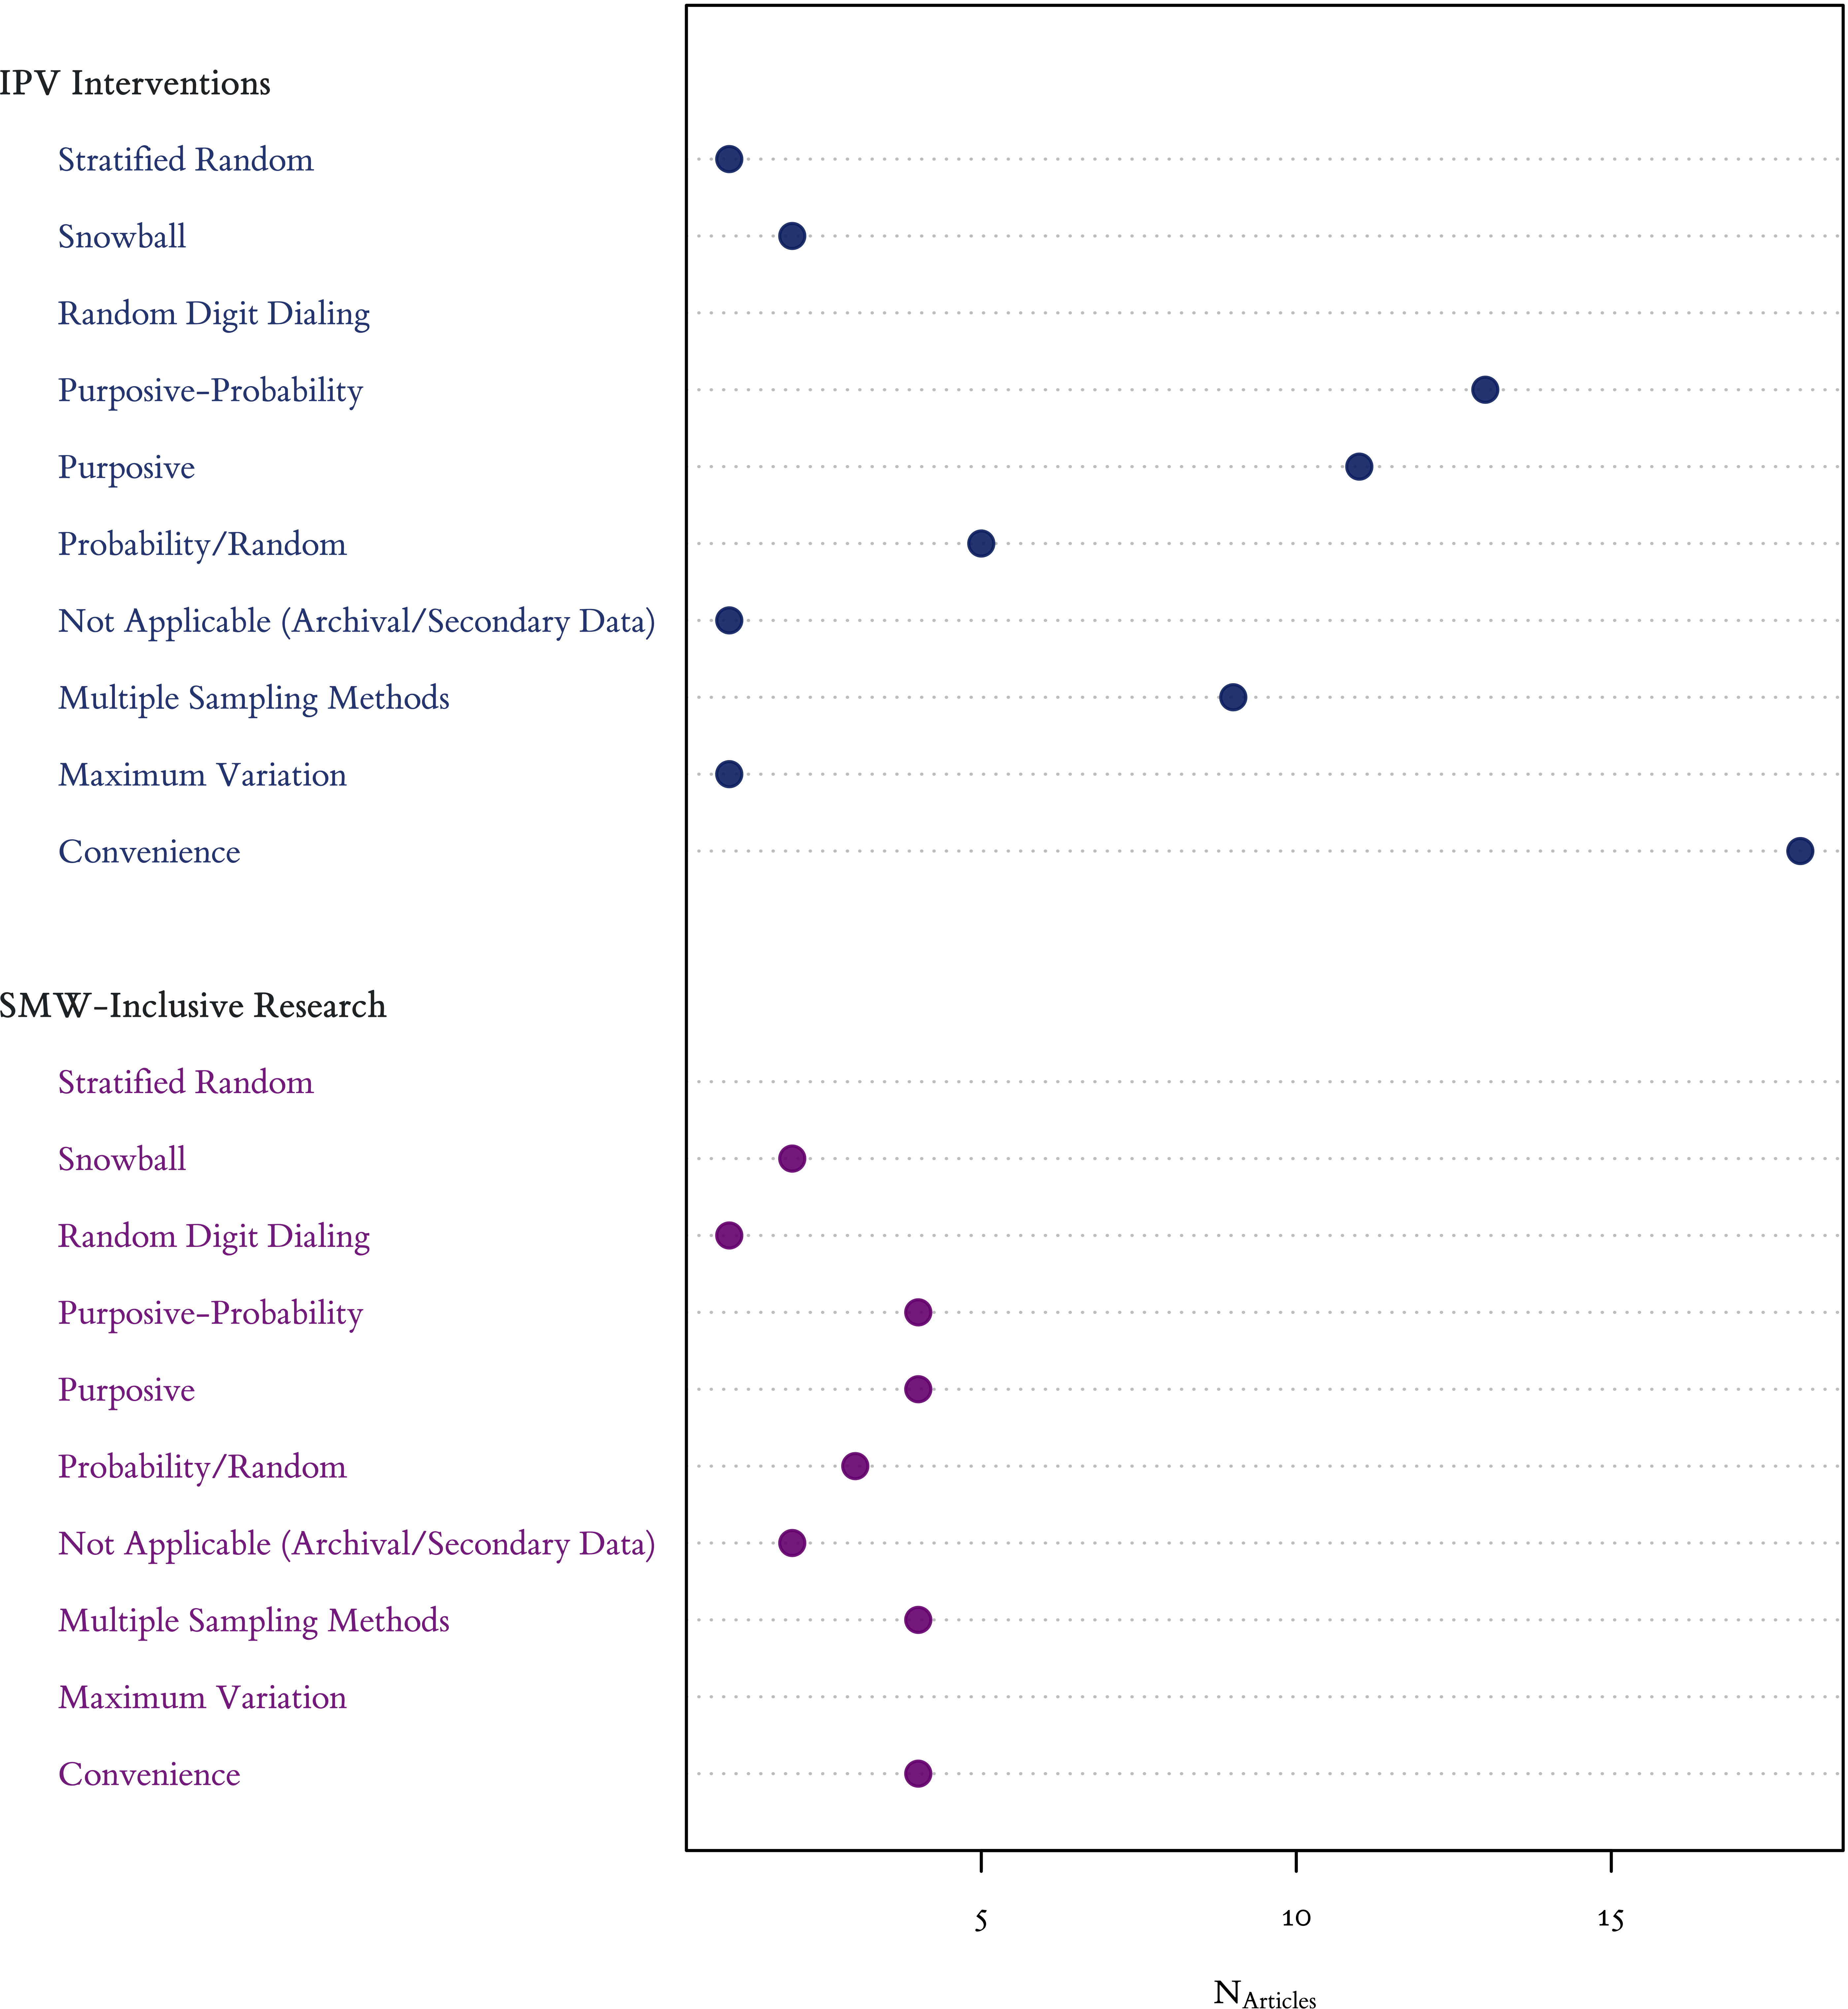 IPV Interventions
Stratified Random
Snowball
Random Digit Dialing
Purposive-Probability
Purposive
Probability/Random
Not Applicable (Archival/Secondary Data)
Multiple Sampling Methods
Maximum Variation
Convenience
SMW-Inclusive Research
Stratified Random
Snowball
Random Digit Dialing
Purposive-Probability
Purposive
Probability/Random
Not Applicable (Archival/Secondary Data)
Multiple Sampling Methods
Maximum Variation
Convenience
5 10 15
NArticles